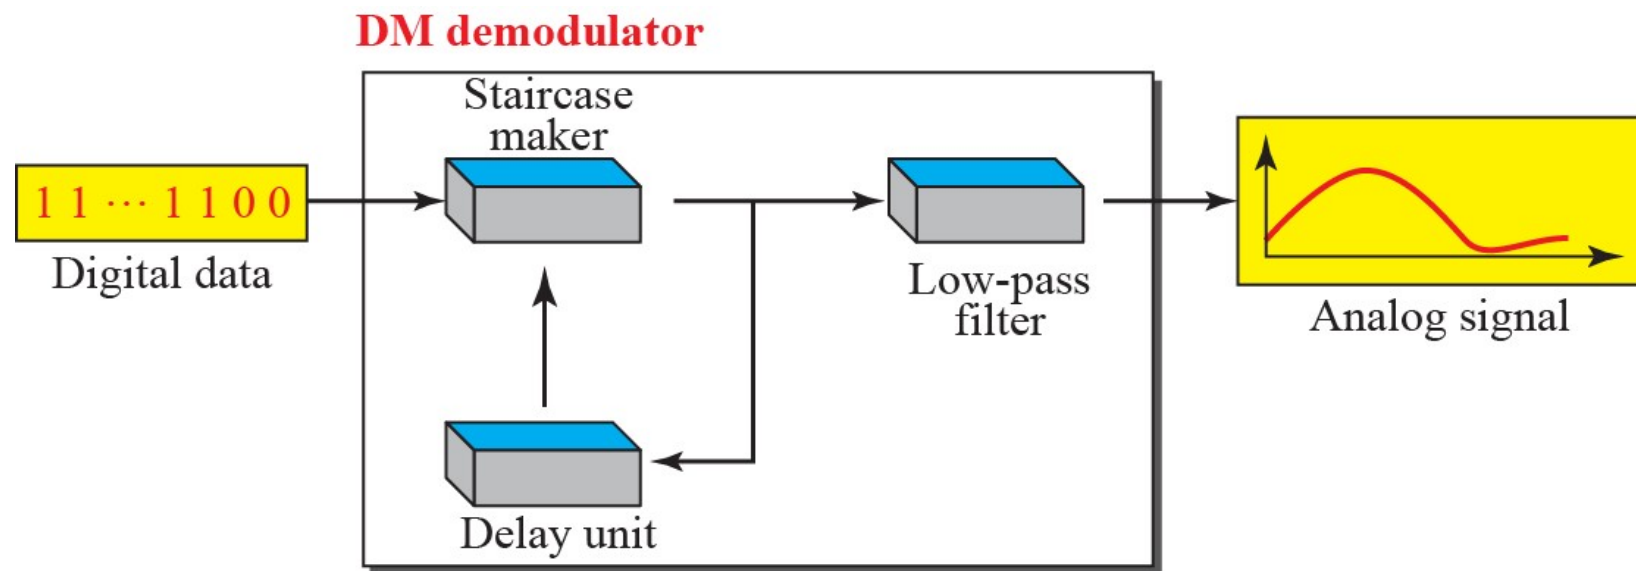 DM demodulator
Staircase
maker
1 1 ··· 1 1 0 0
Digital data
Low-pass
filter
Analog signal
Delay unit